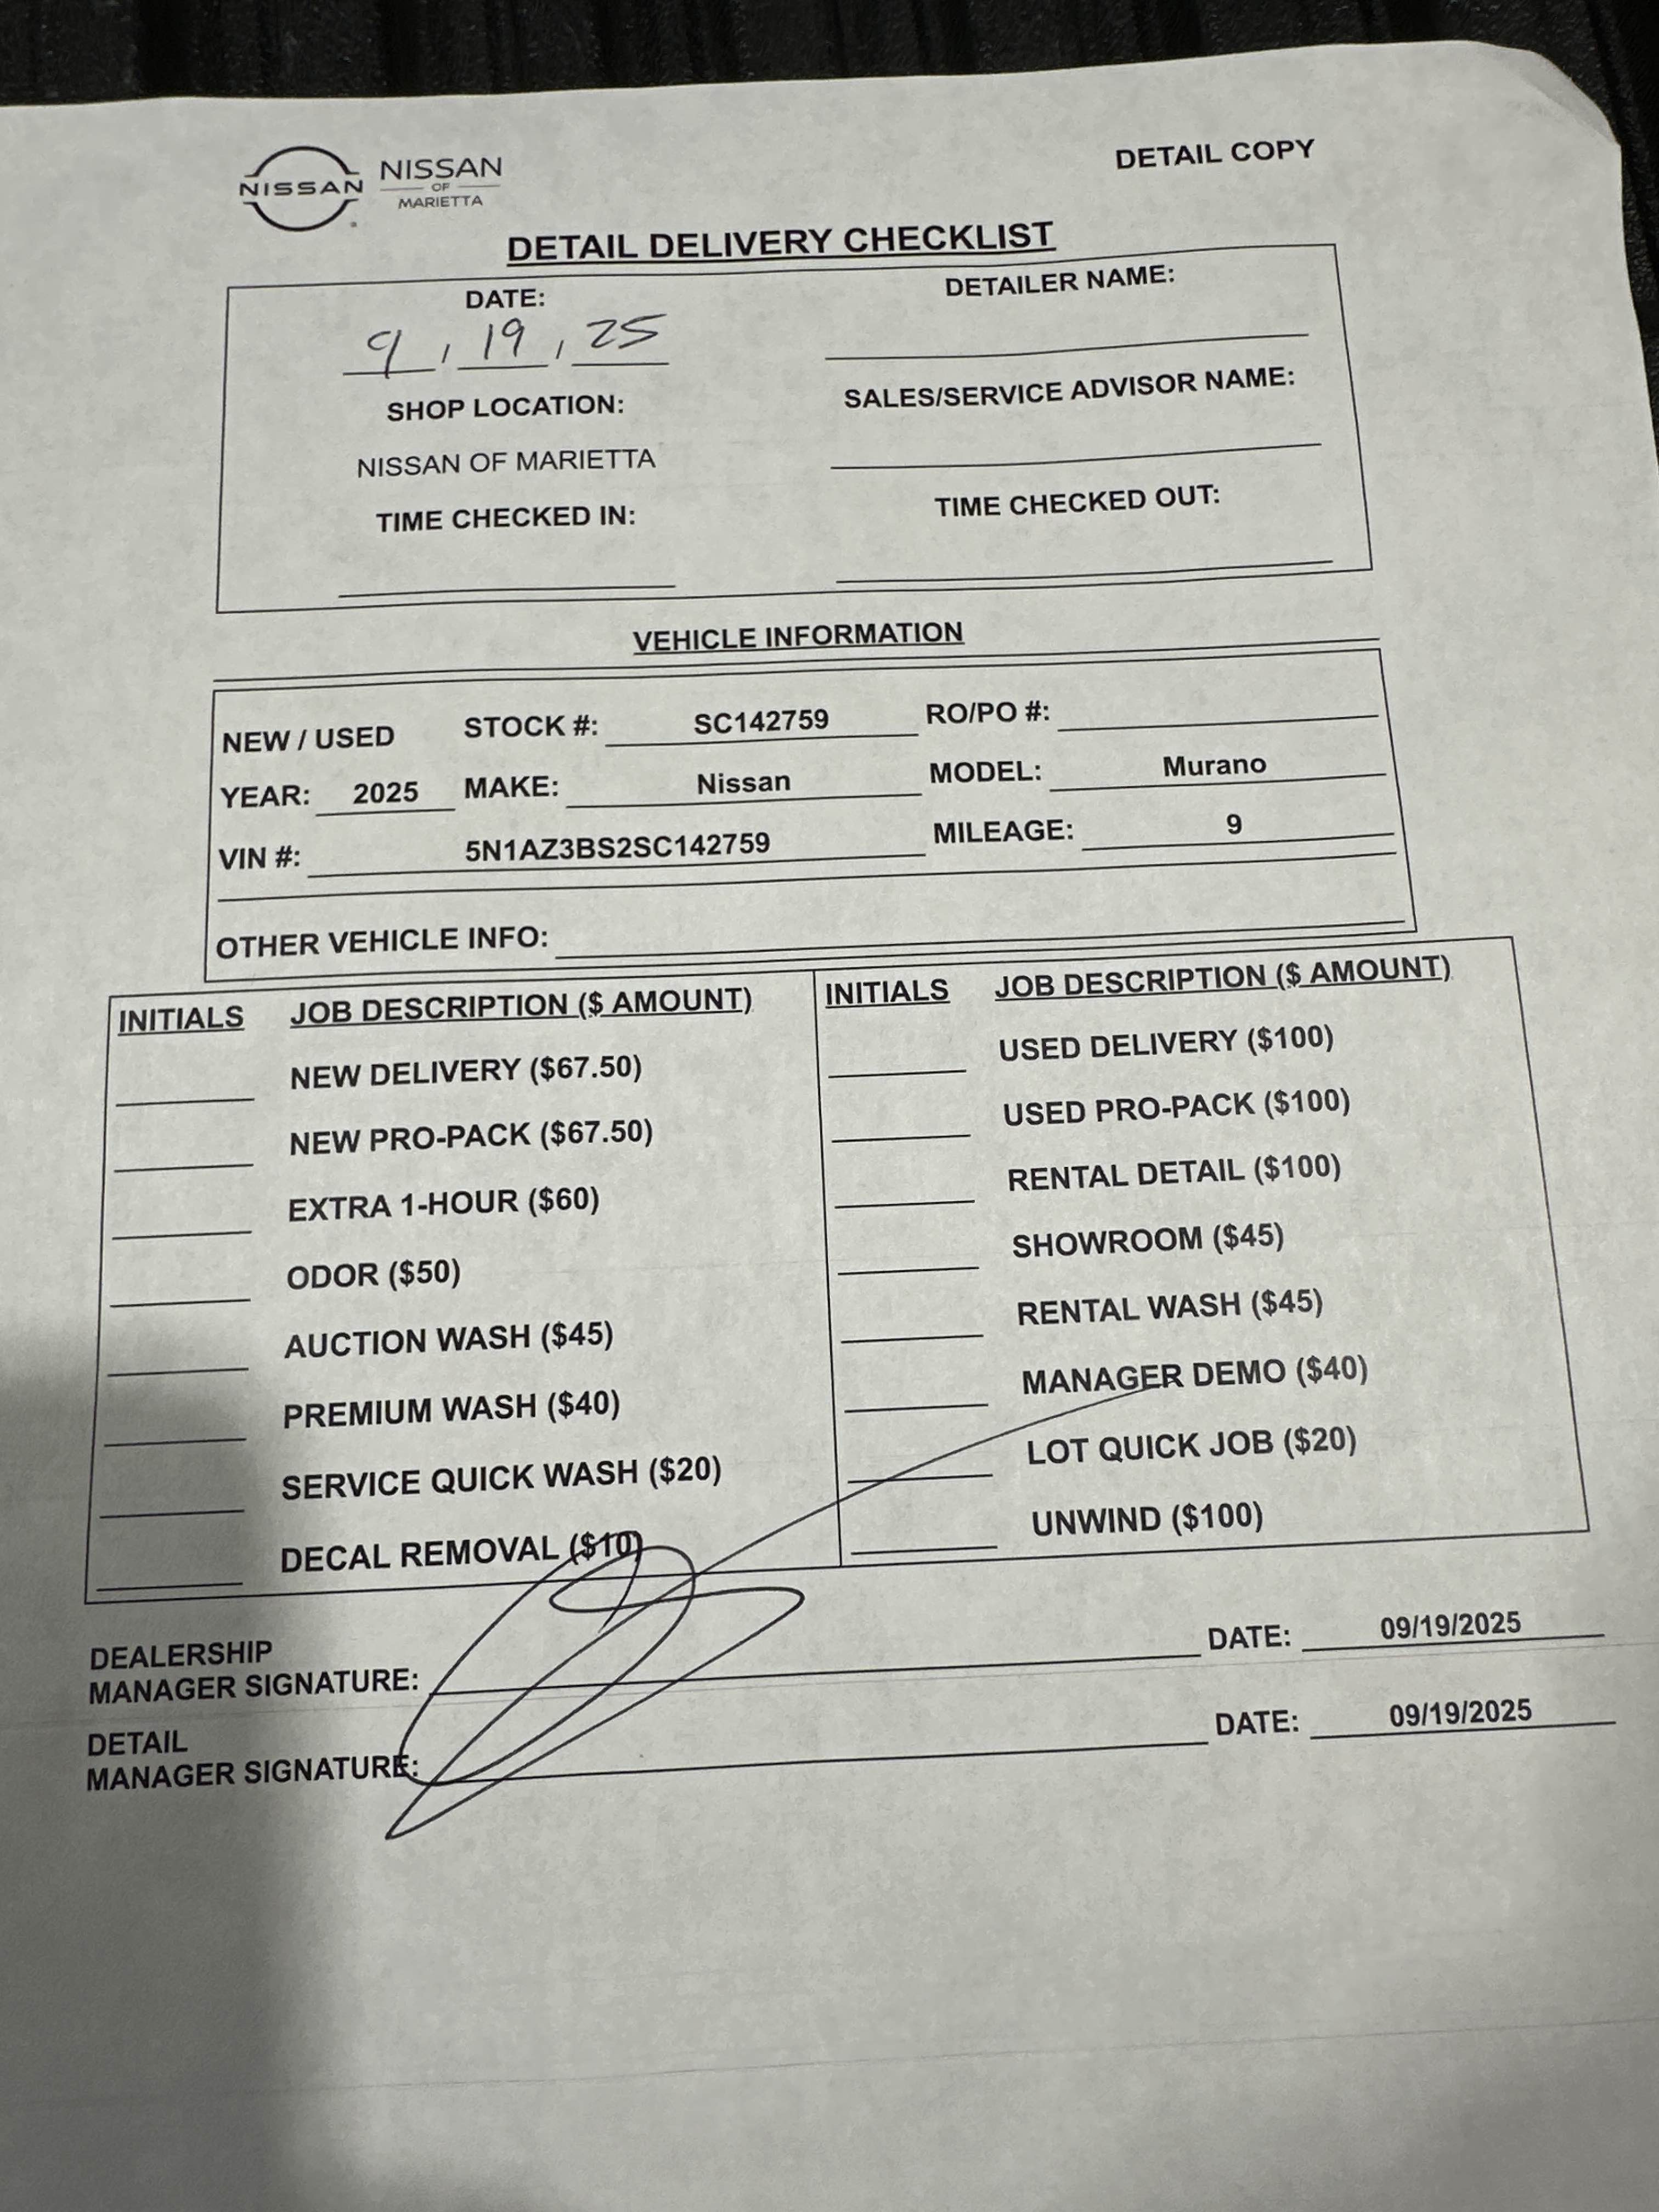 NISSAN
NISSAN
OF
MARIETTA
DETAIL COPY
DETAIL DELIVERY CHECKLIST
DATE:
9 / 19 / 25
DETAILER NAME:
SHOP LOCATION:
SALES/SERVICE ADVISOR NAME:
NISSAN OF MARIETTA
TIME CHECKED IN:
TIME CHECKED OUT:
VEHICLE INFORMATION
NEW / USED STOCK #: SC142759 RO/PO #:
YEAR: 2025 MAKE: Nissan MODEL: Murano
VIN #: 5N1AZ3BS2SC142759 MILEAGE: 9
OTHER VEHICLE INFO:
INITIALS JOB DESCRIPTION ($ AMOUNT)
NEW DELIVERY ($67.50)
NEW PRO-PACK ($67.50)
EXTRA 1-HOUR ($60)
ODOR ($50)
AUCTION WASH ($45)
PREMIUM WASH ($40)
SERVICE QUICK WASH ($20)
DECAL REMOVAL ($10)
INITIALS JOB DESCRIPTION ($ AMOUNT)
USED DELIVERY ($100)
USED PRO-PACK ($100)
RENTAL DETAIL ($100)
SHOWROOM ($45)
RENTAL WASH ($45)
MANAGER DEMO ($40)
LOT QUICK JOB ($20)
UNWIND ($100)
DEALERSHIP
MANAGER SIGNATURE: DATE: 09/19/2025
DETAIL
MANAGER SIGNATURE: DATE: 09/19/2025